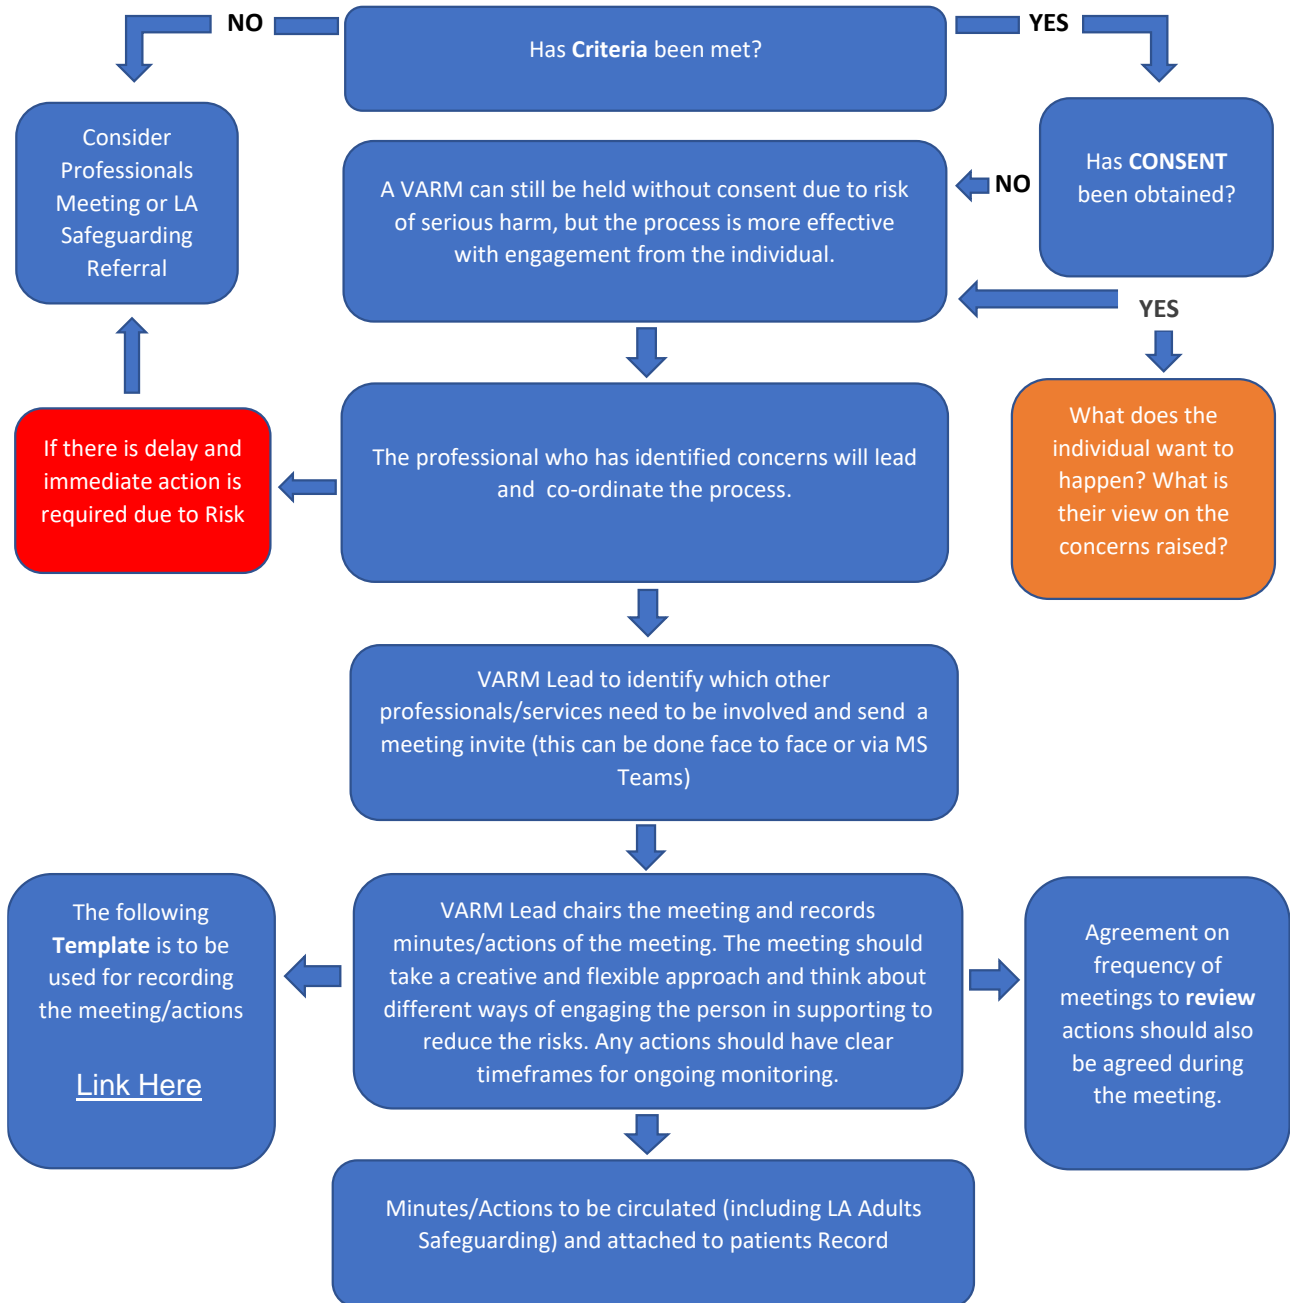 NO
YES
Has Criteria been met?
Consider
Professionals
Meeting or LA
Safeguarding
Referral
A VARM can still be held without consent due to risk
of serious harm, but the process is more effective
with engagement from the individual.
NO
Has CONSENT
been obtained?
YES
If there is delay and
immediate action is
required due to Risk
The professional who has identified concerns will lead
and co-ordinate the process.
What does the
individual want to
happen? What is
their view on the
concerns raised?
VARM Lead to identify which other
professionals/services need to be involved and send a
meeting invite (this can be done face to face or via MS
Teams)
The following
Template is to be
used for recording
the meeting/actions
Link Here
VARM Lead chairs the meeting and records
minutes/actions of the meeting. The meeting should
take a creative and flexible approach and think about
different ways of engaging the person in supporting to
reduce the risks. Any actions should have clear
timeframes for ongoing monitoring.
Agreement on
frequency of
meetings to review
actions should also
be agreed during
the meeting.
Minutes/Actions to be circulated (including LA Adults
Safeguarding) and attached to patients Record